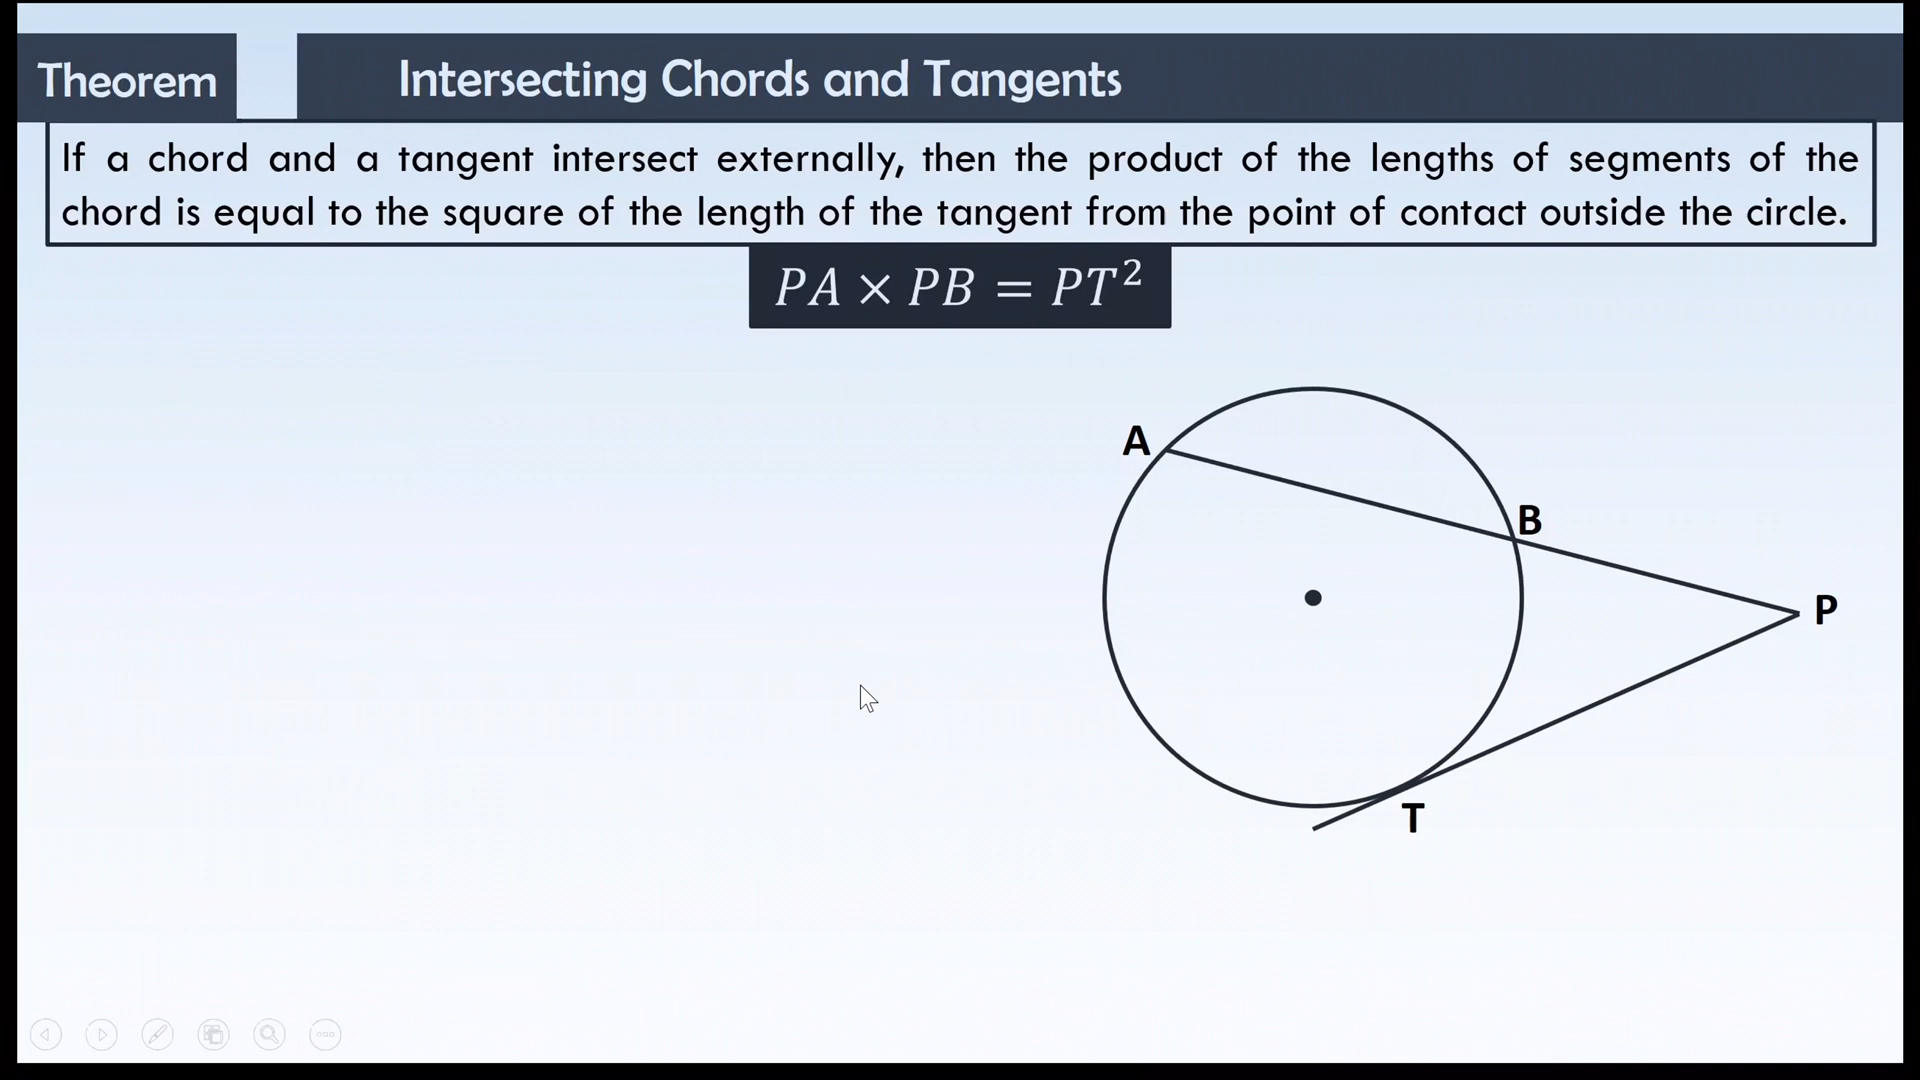 Theorem
Intersecting Chords and Tangents
If a chord and a tangent intersect externally, then the product of the lengths of segments of the
chord is equal to the square of the length of the tangent from the point of contact outside the circle.
PA × PB = PT²
A
B
P
T